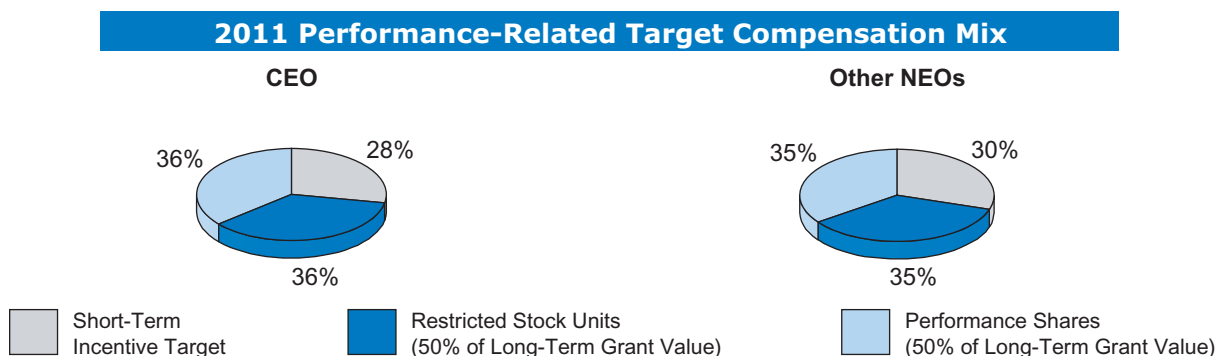 2011 Performance-Related Target Compensation Mix
CEO
36%
28%
36%
Other NEOs
35%
30%
35%
Short-Term
Incentive Target
Restricted Stock Units
(50% of Long-Term Grant Value)
Performance Shares
(50% of Long-Term Grant Value)